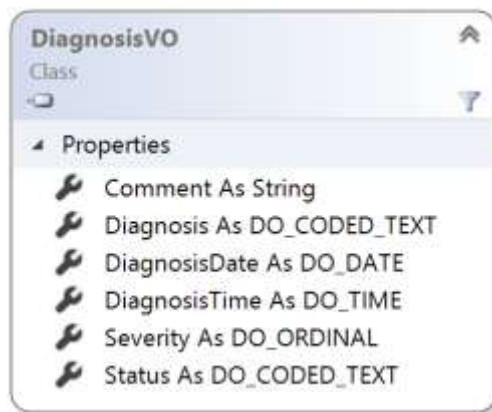 DiagnosisVO
Class
Properties
Comment As String
Diagnosis As DO_CODED_TEXT
DiagnosisDate As DO_DATE
DiagnosisTime As DO_TIME
Severity As DO_ORDINAL
Status As DO_CODED_TEXT